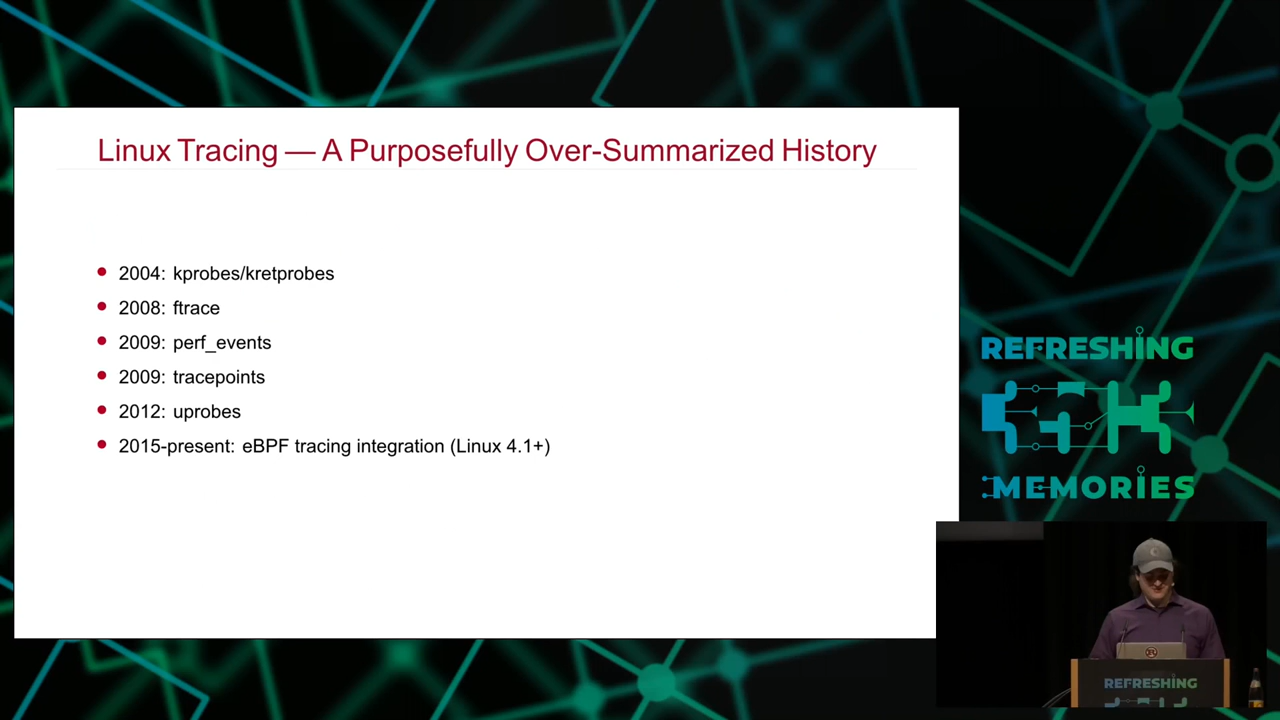 Linux Tracing — A Purposefully Over-Summarized History
2004: kprobes/kretprobes
2008: ftrace
2009: perf_events
2009: tracepoints
2012: uprobes
2015-present: eBPF tracing integration (Linux 4.1+)
REFRESHING
MEMORIES
REFRESHING